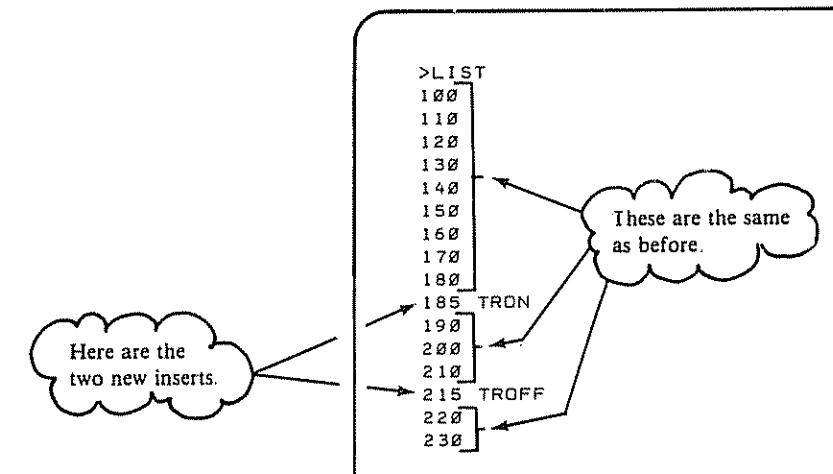 >LIST
100
110
120
130
140
150
160
170
180
185 TRON
190
200
210
215 TROFF
220
230
These are the same
as before.
Here are the
two new inserts.